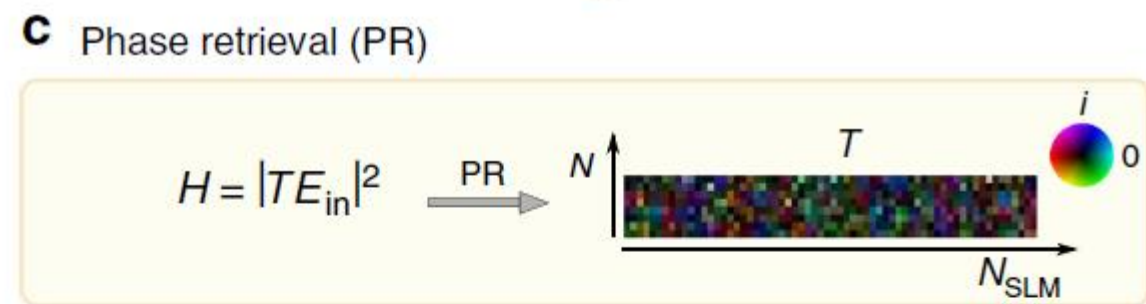 c Phase retrieval (PR)
i
T
0
N
PR
H = |TE_in|²
N_SLM